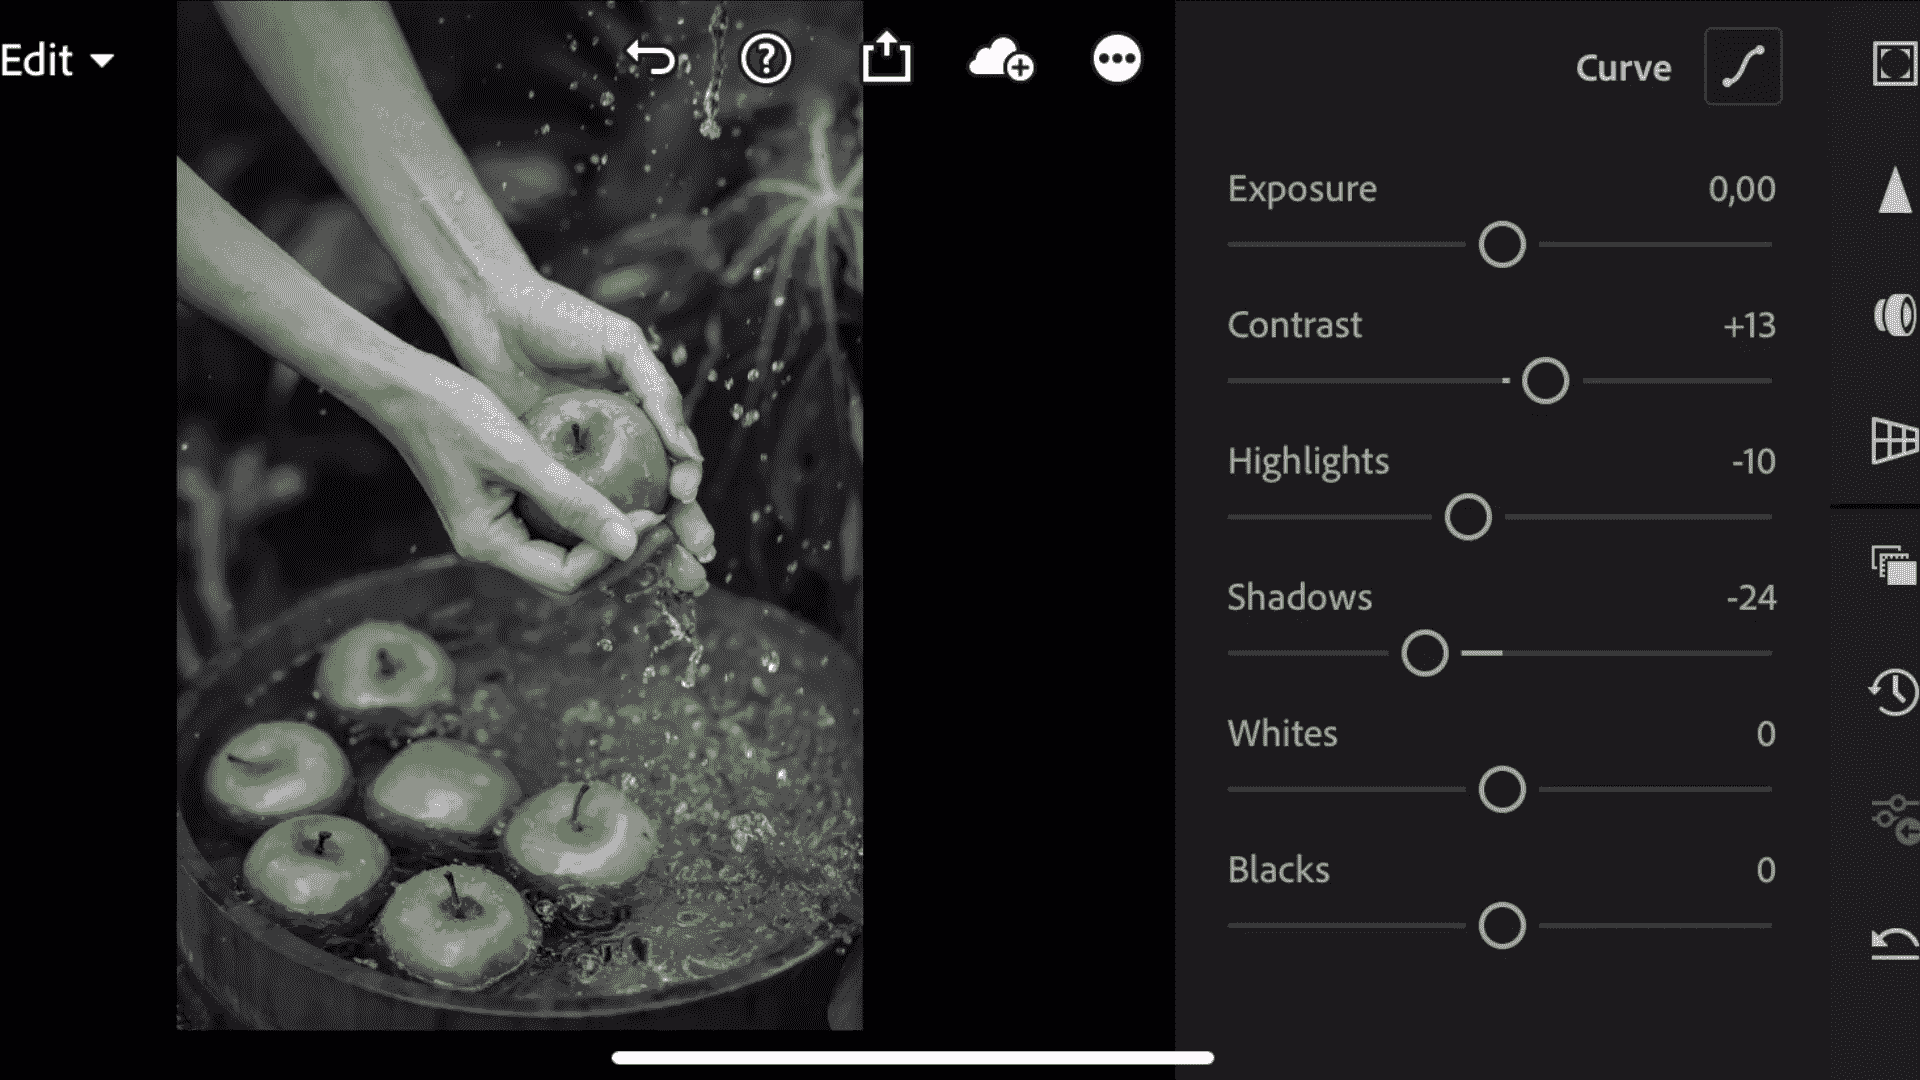 Edit
Curve
Exposure 0,00
Contrast +13
Highlights -10
Shadows -24
Whites 0
Blacks 0